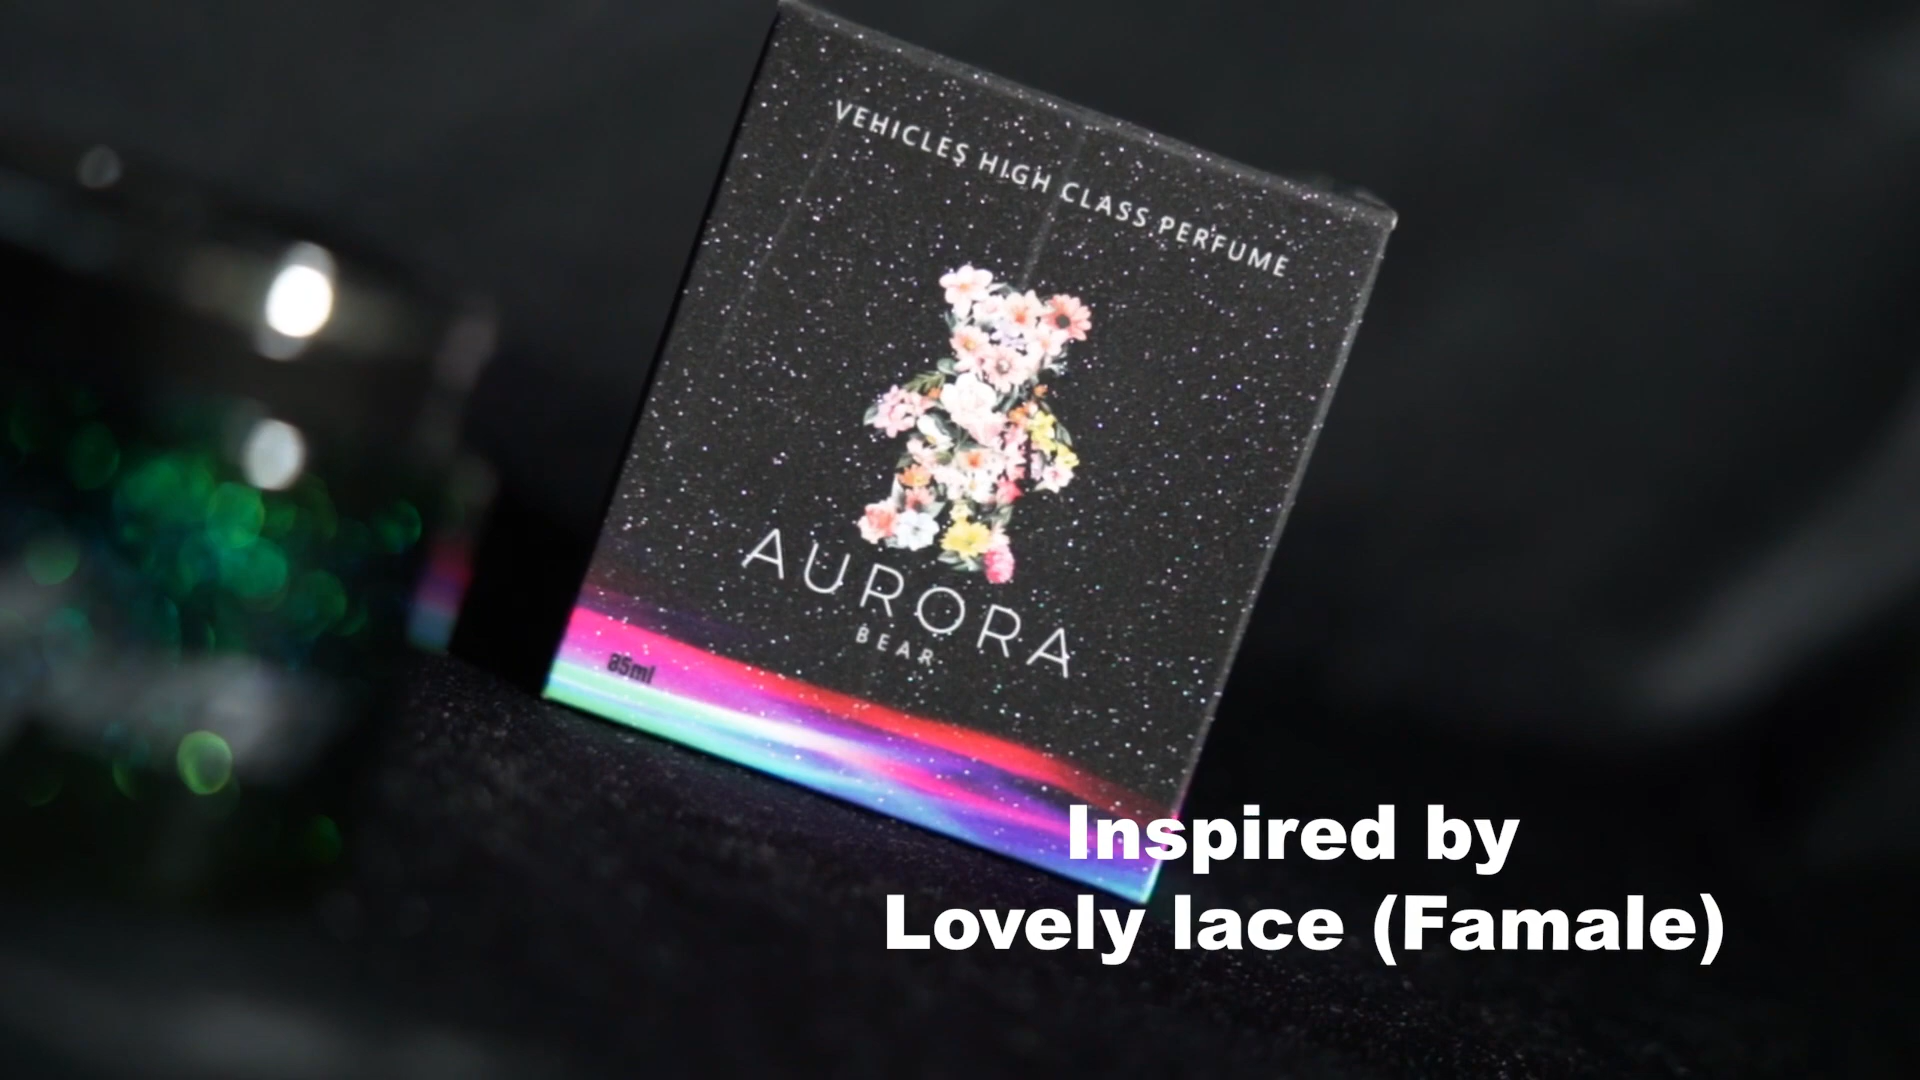 VEHICLES HIGH CLASS PERFUME
AURORA
BEAR
85ml
Inspired by
Lovely lace (Famale)